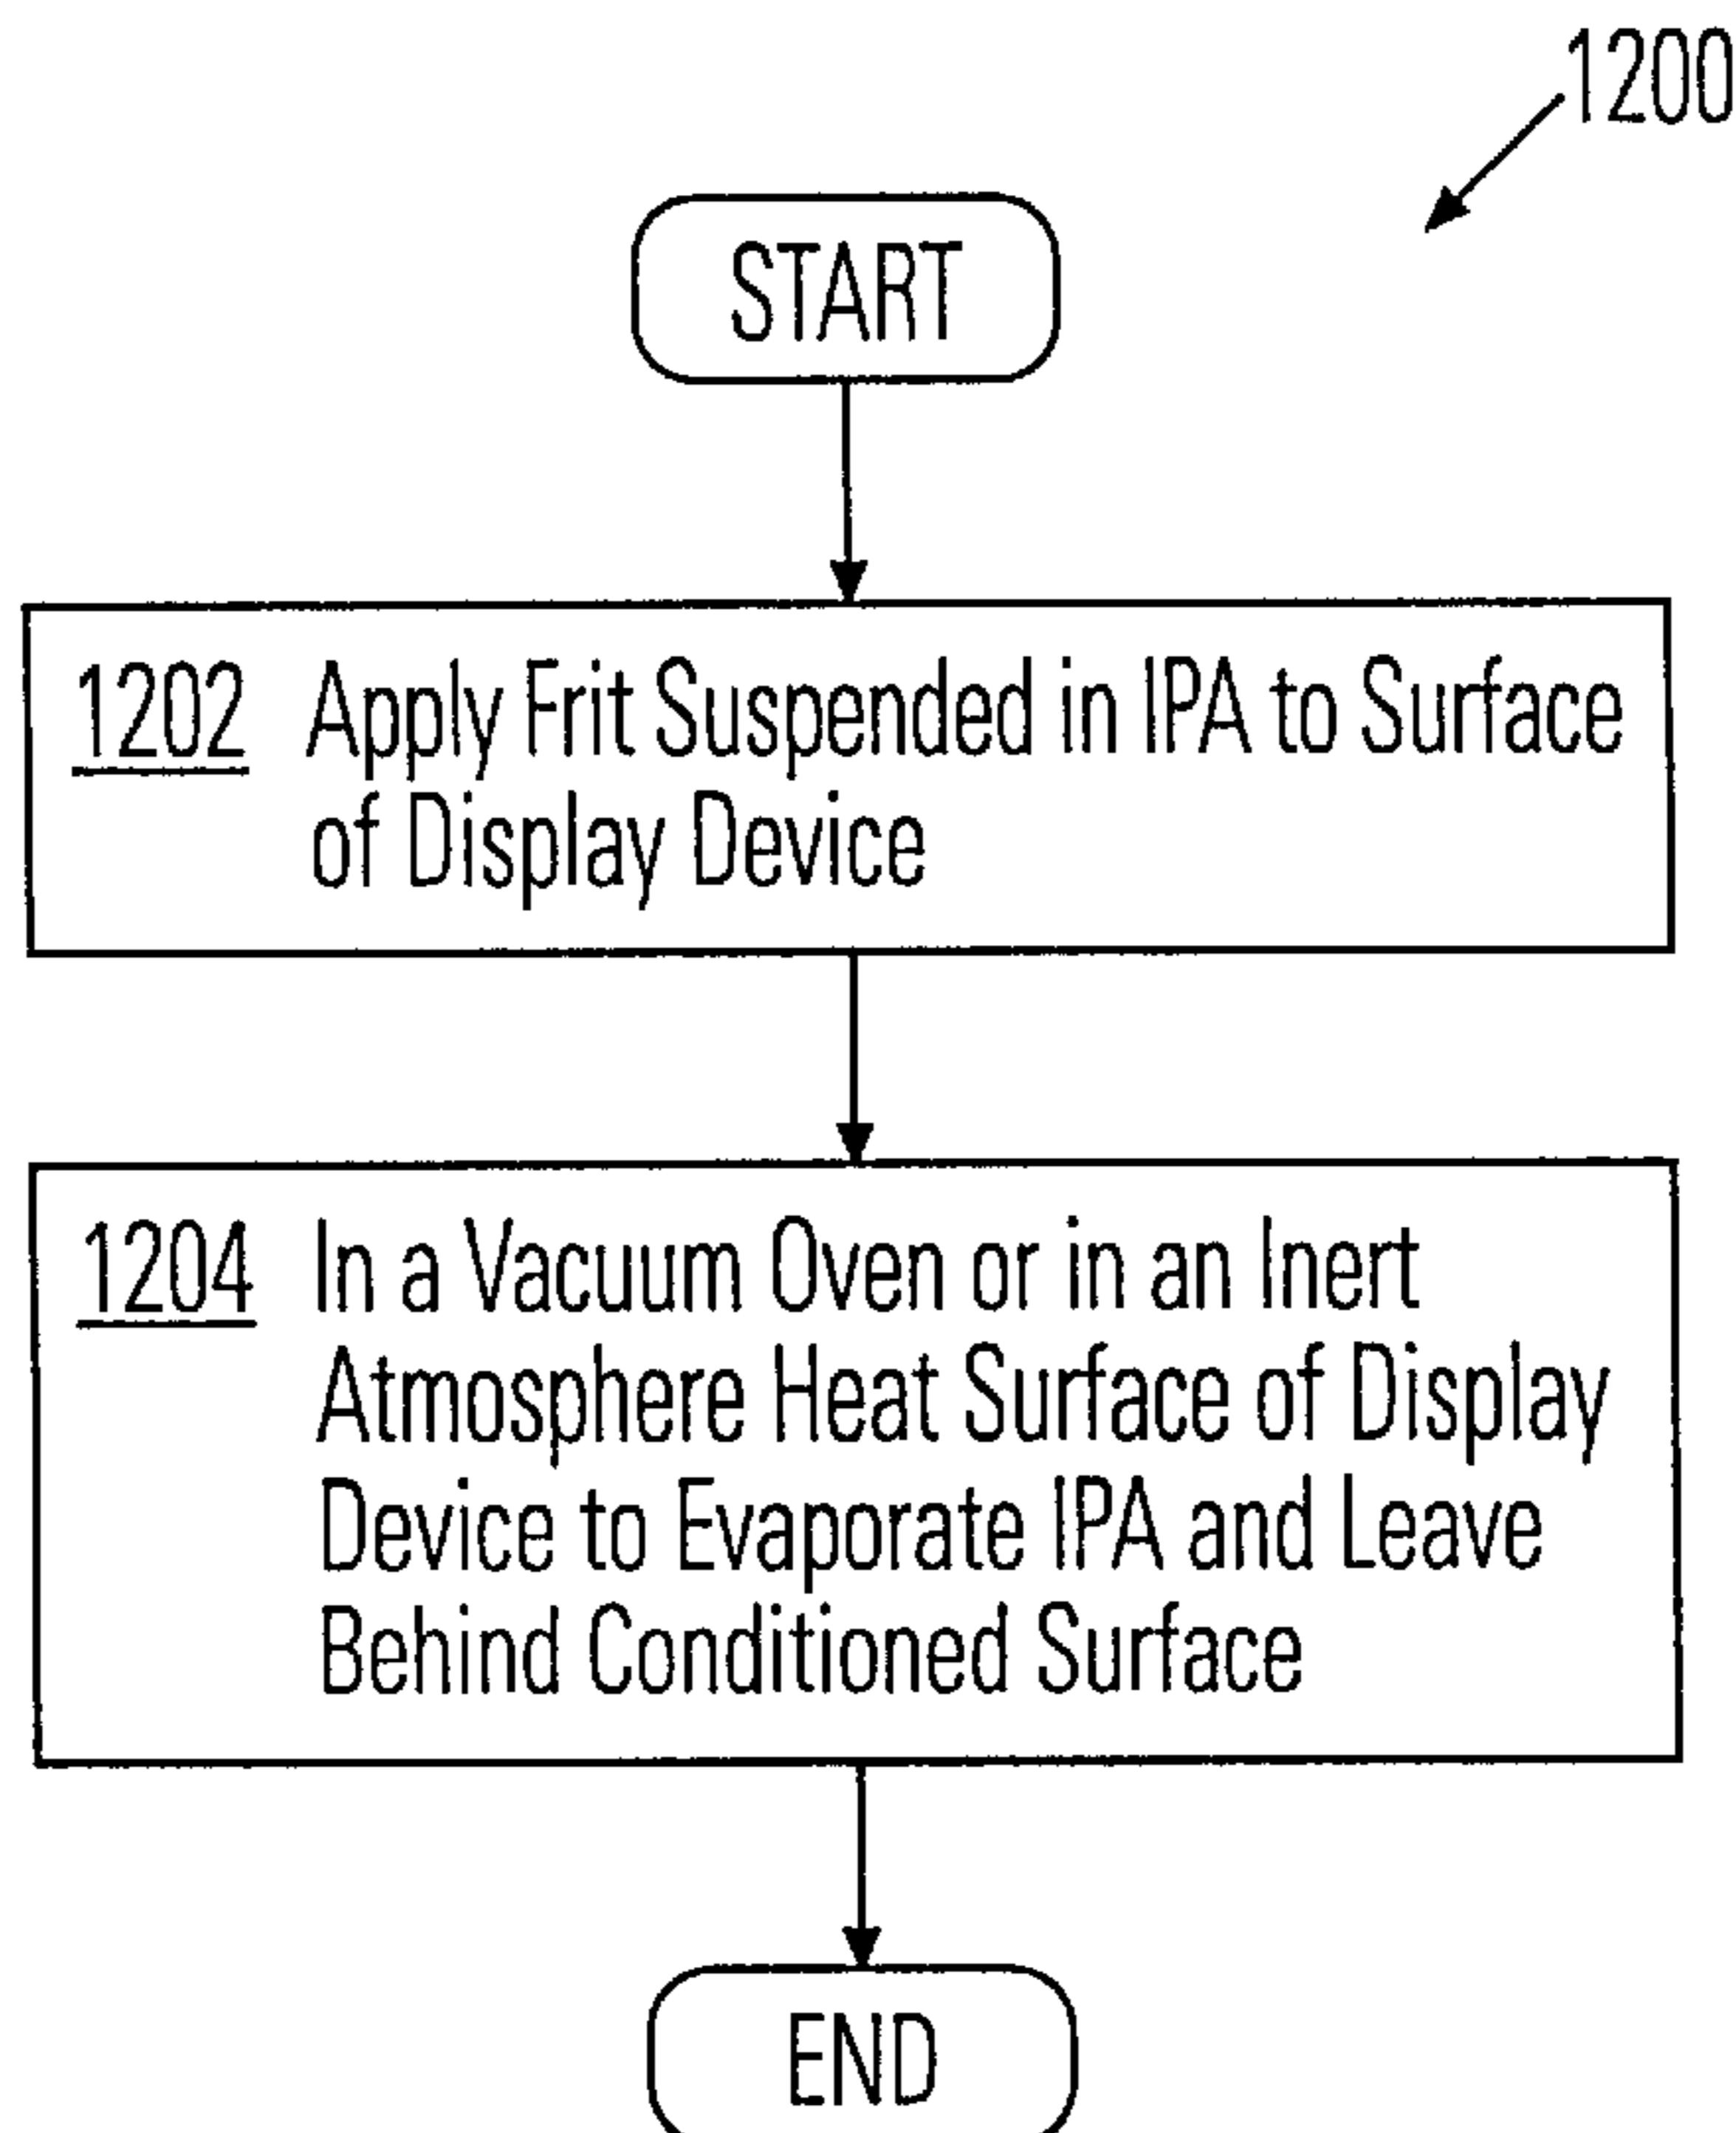 1200
START
1202 Apply Frit Suspended in IPA to Surface
of Display Device
1204 In a Vacuum Oven or in an Inert
Atmosphere Heat Surface of Display
Device to Evaporate IPA and Leave
Behind Conditioned Surface
END